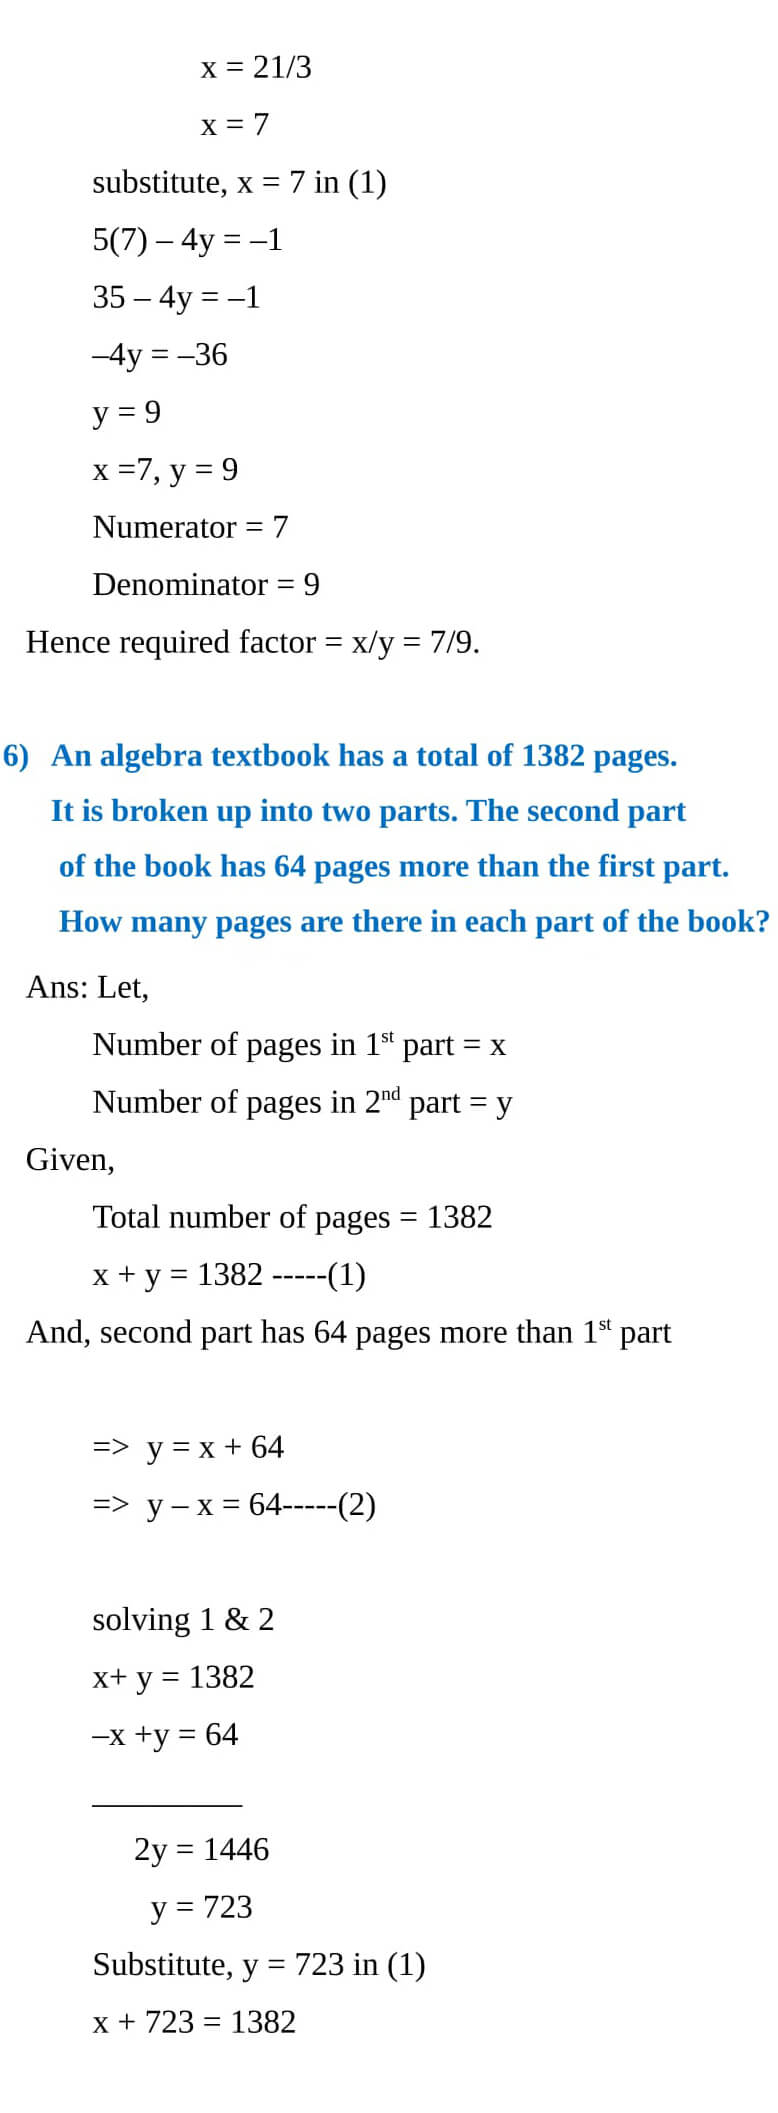 x = 21/3
x = 7
substitute, x = 7 in (1)
5(7) – 4y = –1
35 – 4y = –1
–4y = –36
y = 9
x =7, y = 9
Numerator = 7
Denominator = 9
Hence required factor = x/y = 7/9.
6) An algebra textbook has a total of 1382 pages.
It is broken up into two parts. The second part
of the book has 64 pages more than the first part.
How many pages are there in each part of the book?
Ans: Let,
Number of pages in 1st part = x
Number of pages in 2nd part = y
Given,
Total number of pages = 1382
x + y = 1382 -----(1)
And, second part has 64 pages more than 1st part
=> y = x + 64
=> y – x = 64-----(2)
solving 1 & 2
x+ y = 1382
–x +y = 64
_________
2y = 1446
y = 723
Substitute, y = 723 in (1)
x + 723 = 1382